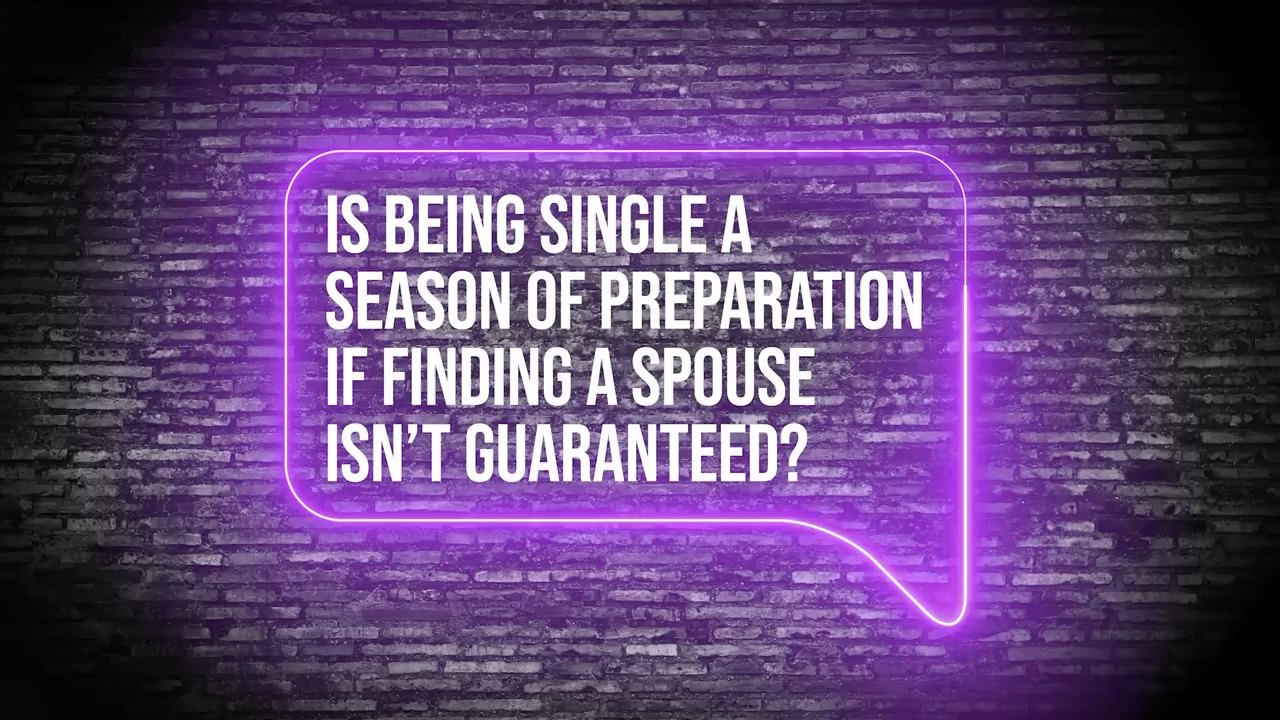 IS BEING SINGLE A
SEASON OF PREPARATION
IF FINDING A SPOUSE
ISN’T GUARANTEED?